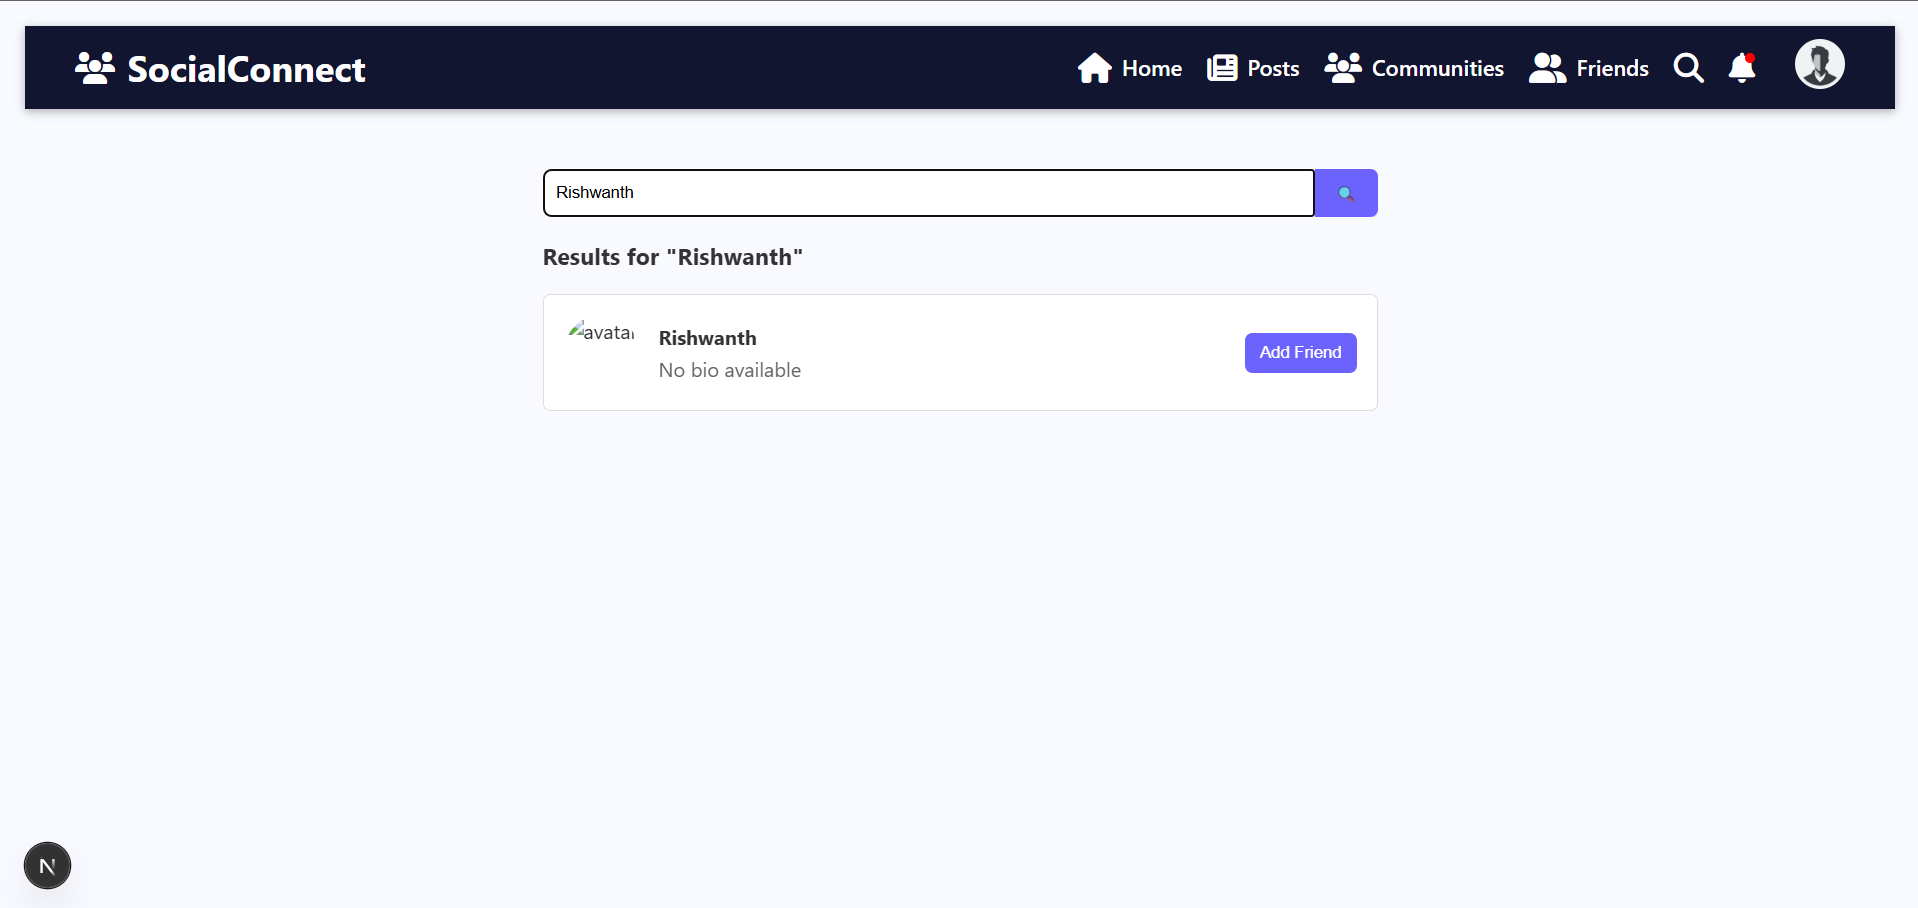 SocialConnect
Home
Posts
Communities
Friends
Rishwanth
Results for "Rishwanth"
avatar
Rishwanth
No bio available
Add Friend
N